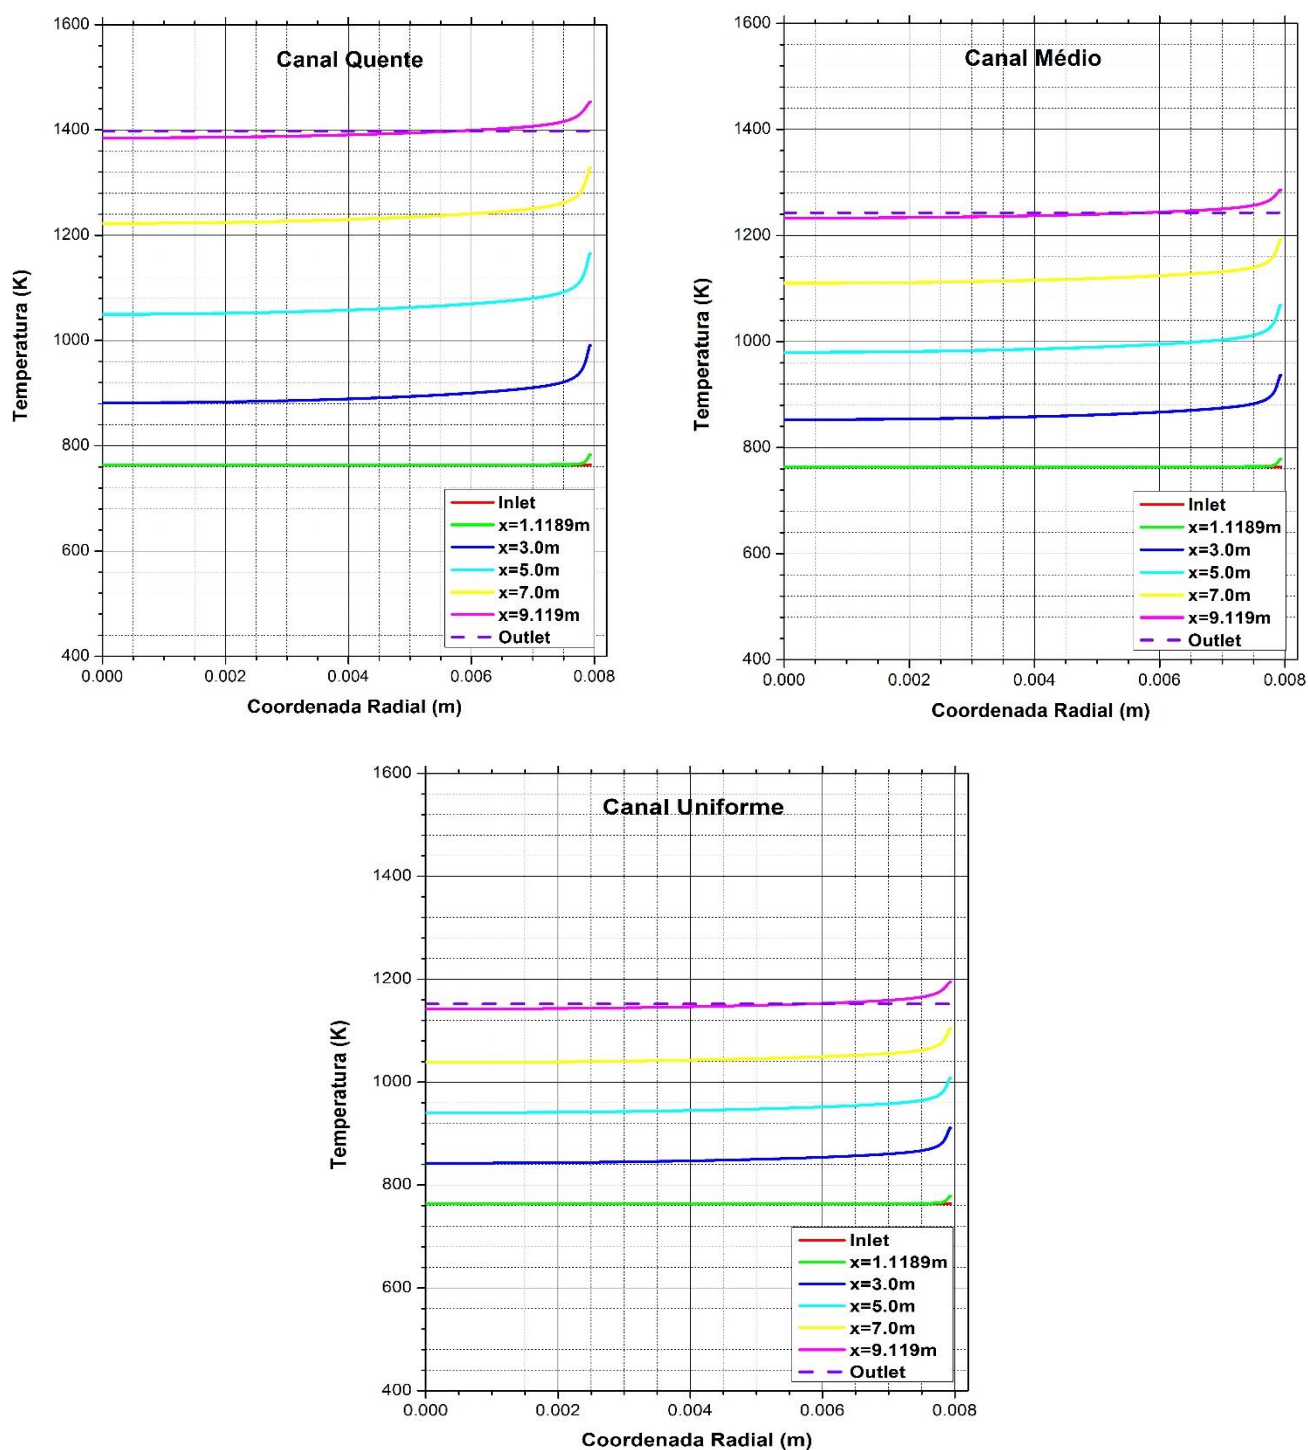 Canal Quente
1600
1400
1200
1000
800
600
400
Temperatura (K)
Inlet
x=1.1189m
x=3.0m
x=5.0m
x=7.0m
x=9.119m
Outlet
0.000 0.002 0.004 0.006 0.008
Coordenada Radial (m)
Canal Médio
1600
1400
1200
1000
800
600
400
Temperatura (K)
Inlet
x=1.1189m
x=3.0m
x=5.0m
x=7.0m
x=9.119m
Outlet
0.000 0.002 0.004 0.006 0.008
Coordenada Radial (m)
Canal Uniforme
1600
1400
1200
1000
800
600
400
Temperatura (K)
Inlet
x=1.1189m
x=3.0m
x=5.0m
x=7.0m
x=9.119m
Outlet
0.000 0.002 0.004 0.006 0.008
Coordenada Radial (m)